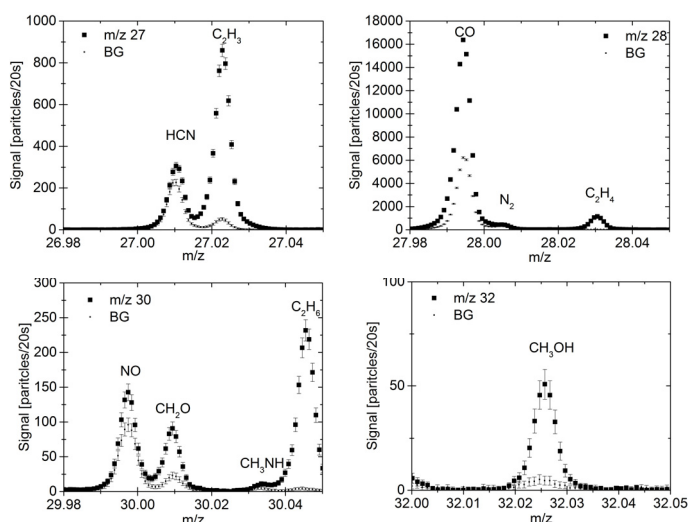 m/z 27
BG
C2H3
HCN
Signal [paritcles/20s]
1000
800
600
400
200
0
26.98 27.00 27.02 27.04
m/z
CO
m/z 28
BG
N2
C2H4
Signal [paritcles/20s]
18000
16000
14000
12000
10000
8000
6000
4000
2000
0
27.98 28.00 28.02 28.04
m/z
m/z 30
BG
C2H6
NO
CH2O
CH3NH
Signal [paritcles/20s]
300
250
200
150
100
50
0
29.98 30.00 30.02 30.04
m/z
m/z 32
BG
CH3OH
Signal [paritcles/20s]
100
50
0
32.00 32.01 32.02 32.03 32.04 32.05
m/z